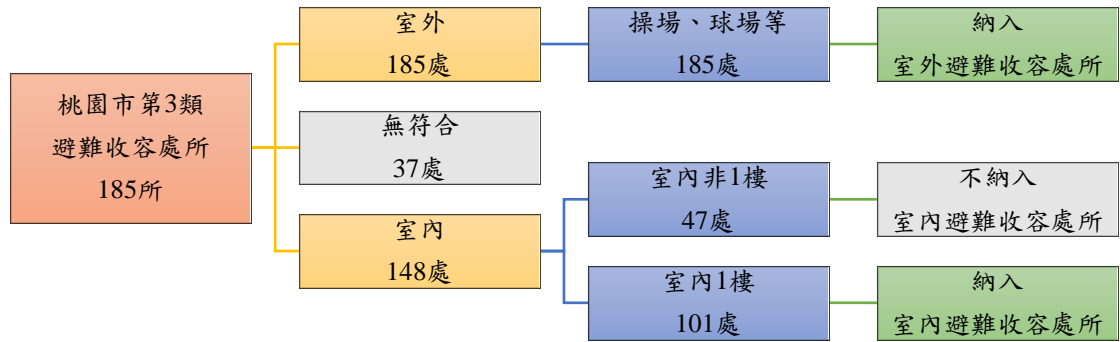 桃園市第3類
避難收容處所
185所
室外
185處
操場、球場等
185處
納入
室外避難收容處所
無符合
37處
室內
148處
室內非1樓
47處
不納入
室內避難收容處所
室內1樓
101處
納入
室內避難收容處所